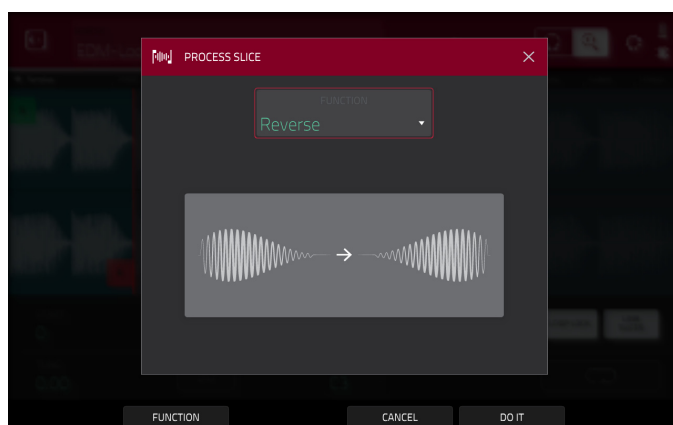 PROCESS SLICE
FUNCTION
Reverse
FUNCTION
CANCEL
DO IT